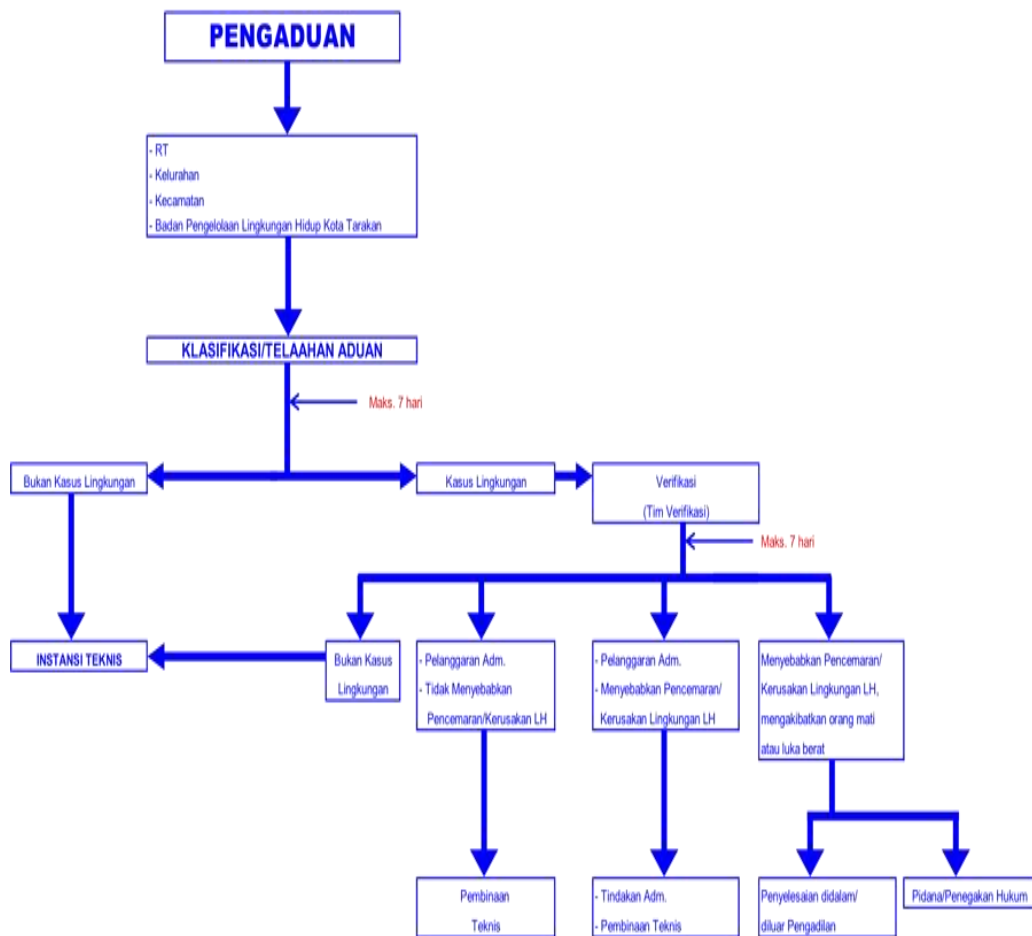 PENGADUAN
- RT
- Kelurahan
- Kecamatan
- Badan Pengelolaan Lingkungan Hidup Kota Tarakan
KLASIFIKASI/TELAAHAN ADUAN
Maks. 7 hari
Bukan Kasus Lingkungan
Kasus Lingkungan
Verifikasi
(Tim Verifikasi)
Maks. 7 hari
INSTANSI TEKNIS
Bukan Kasus
Lingkungan
- Pelanggaran Adm.
- Tidak Menyebabkan
Pencemaran/Kerusakan LH
- Pelanggaran Adm.
- Menyebabkan Pencemaran/
Kerusakan Lingkungan LH
Menyebabkan Pencemaran/
Kerusakan Lingkungan LH,
mengakibatkan orang mati
atau luka berat
Pembinaan
Teknis
- Tindakan Adm.
- Pembinaan Teknis
Penyelesaian didalam/
diluar Pengadilan
Pidana/Penegakan Hukum